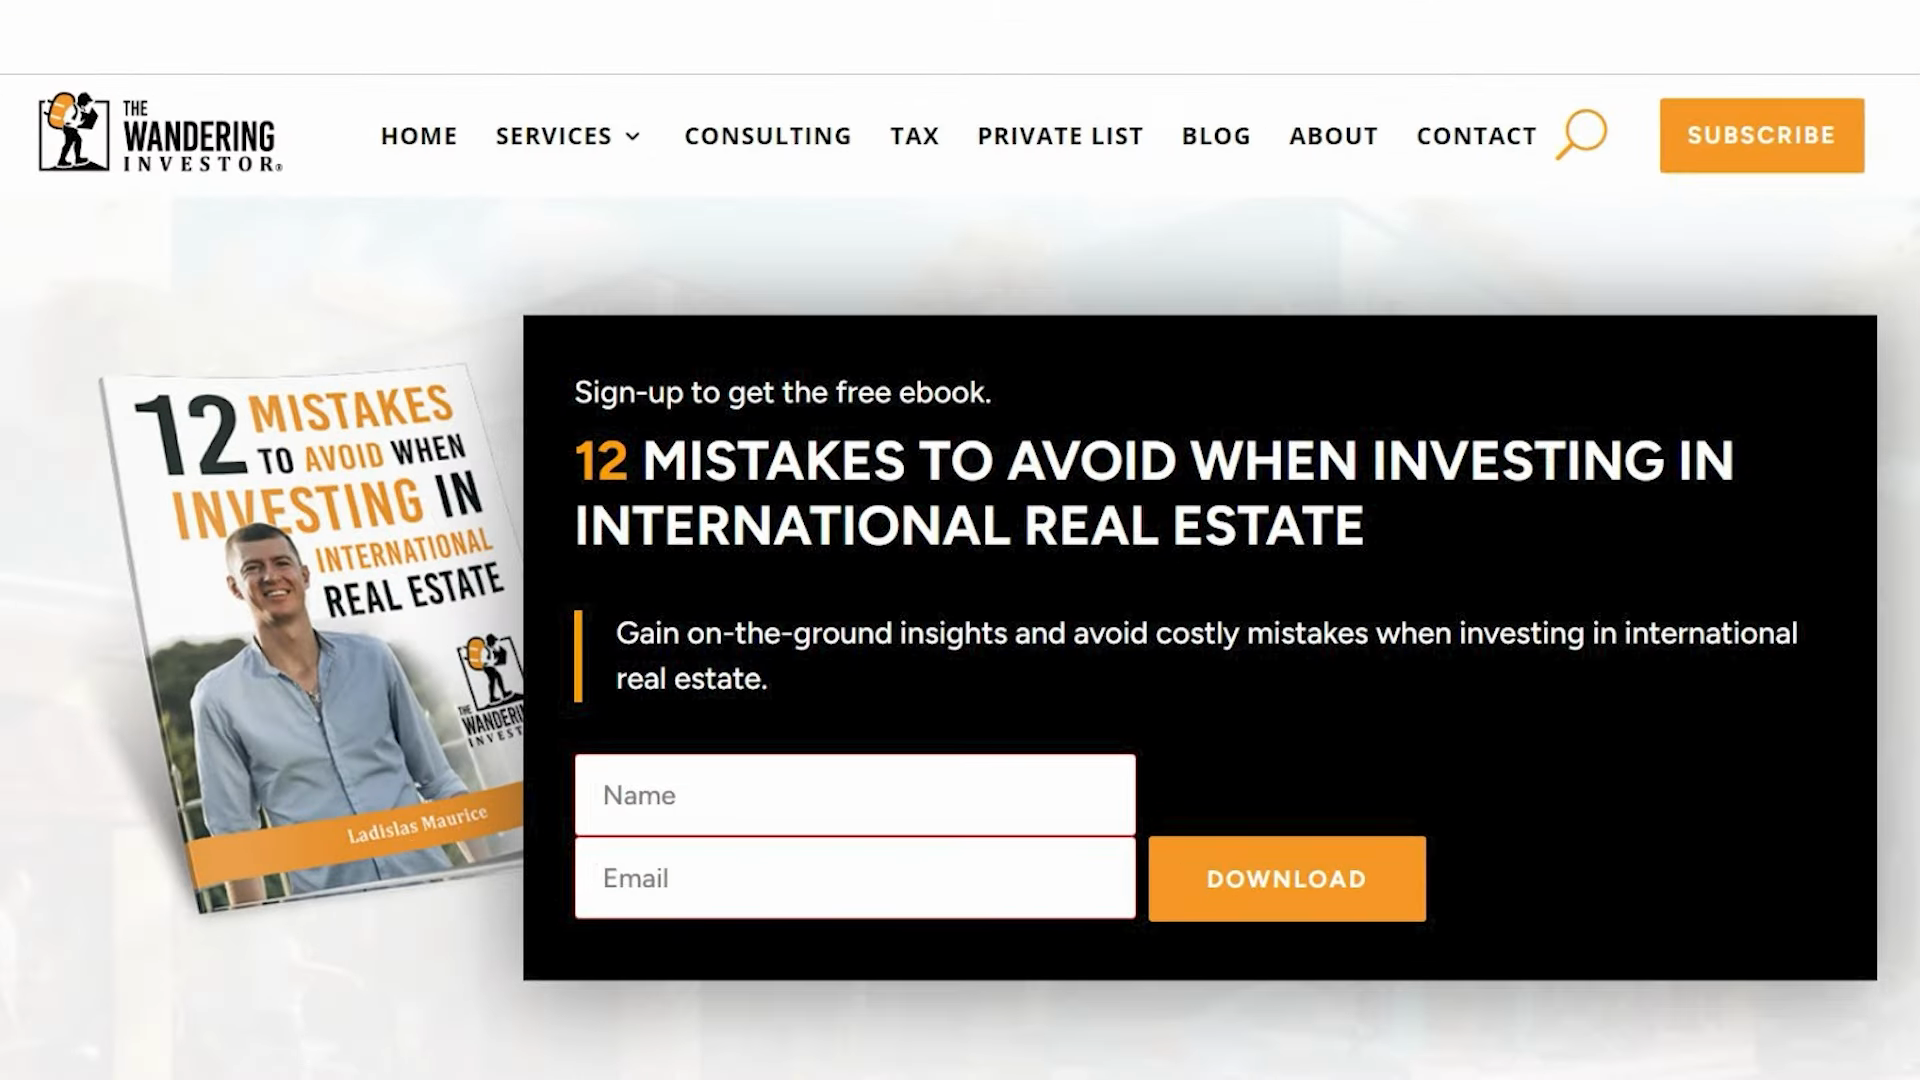 THE
WANDERING
INVESTOR®
HOME SERVICES CONSULTING TAX PRIVATE LIST BLOG ABOUT CONTACT SUBSCRIBE
12 MISTAKES
TO AVOID WHEN
INVESTING IN
INTERNATIONAL
REAL ESTATE
THE
Ladislas Maurice
Sign-up to get the free ebook.
12 MISTAKES TO AVOID WHEN INVESTING IN
INTERNATIONAL REAL ESTATE
Gain on-the-ground insights and avoid costly mistakes when investing in international
real estate.
Name
Email
DOWNLOAD